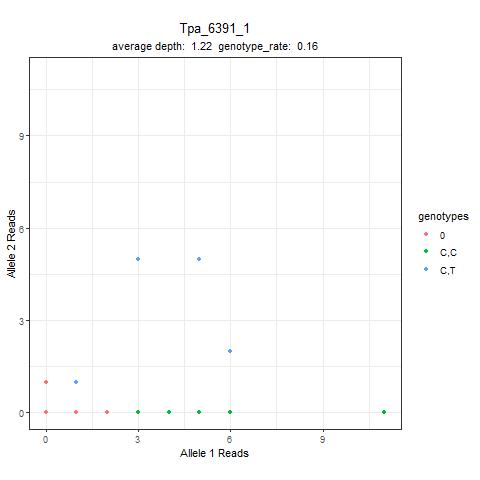 Tpa_6391_1
average depth: 1.22 genotype_rate: 0.16
Allele 2 Reads
9
6
3
0
0
3
6
9
Allele 1 Reads
genotypes
0
C,C
C,T